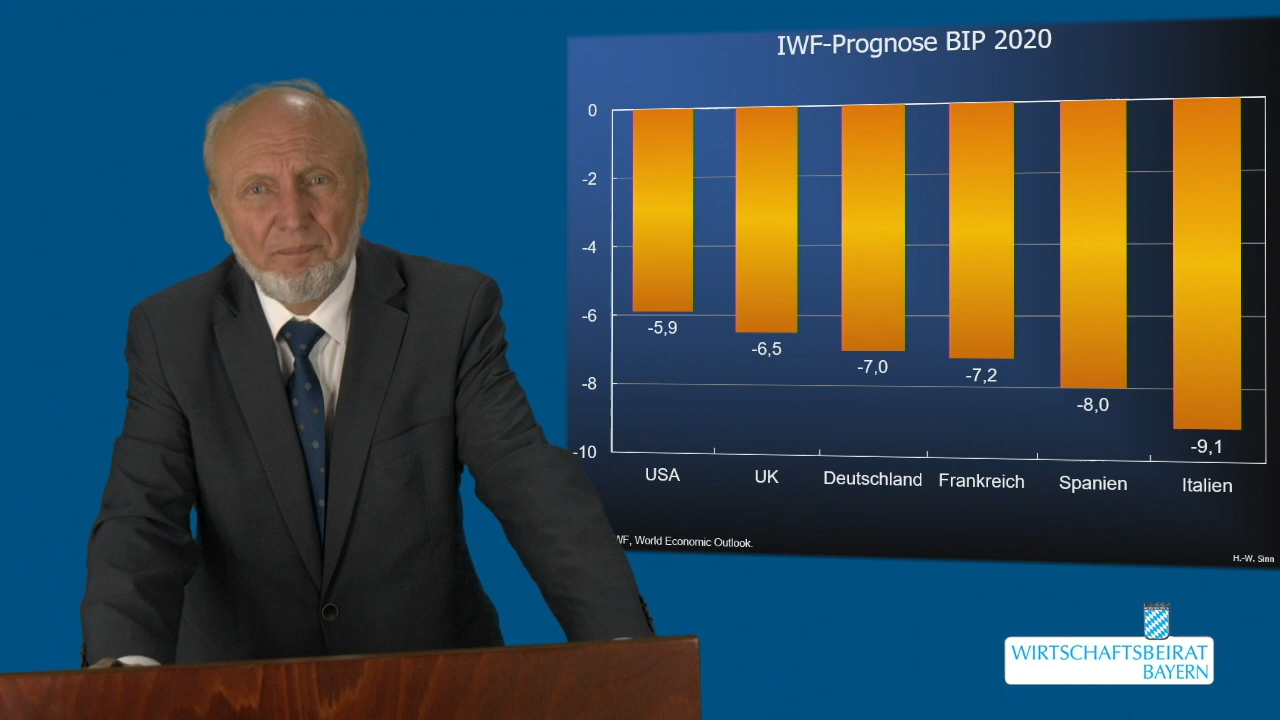 IWF-Prognose BIP 2020
0
-2
-4
-6
-8
-10
-5,9
-6,5
-7,0
-7,2
-8,0
-9,1
USA
UK
Deutschland
Frankreich
Spanien
Italien
WF, World Economic Outlook.
H.-W. Sinn
WIRTSCHAFTSBEIRAT
BAYERN